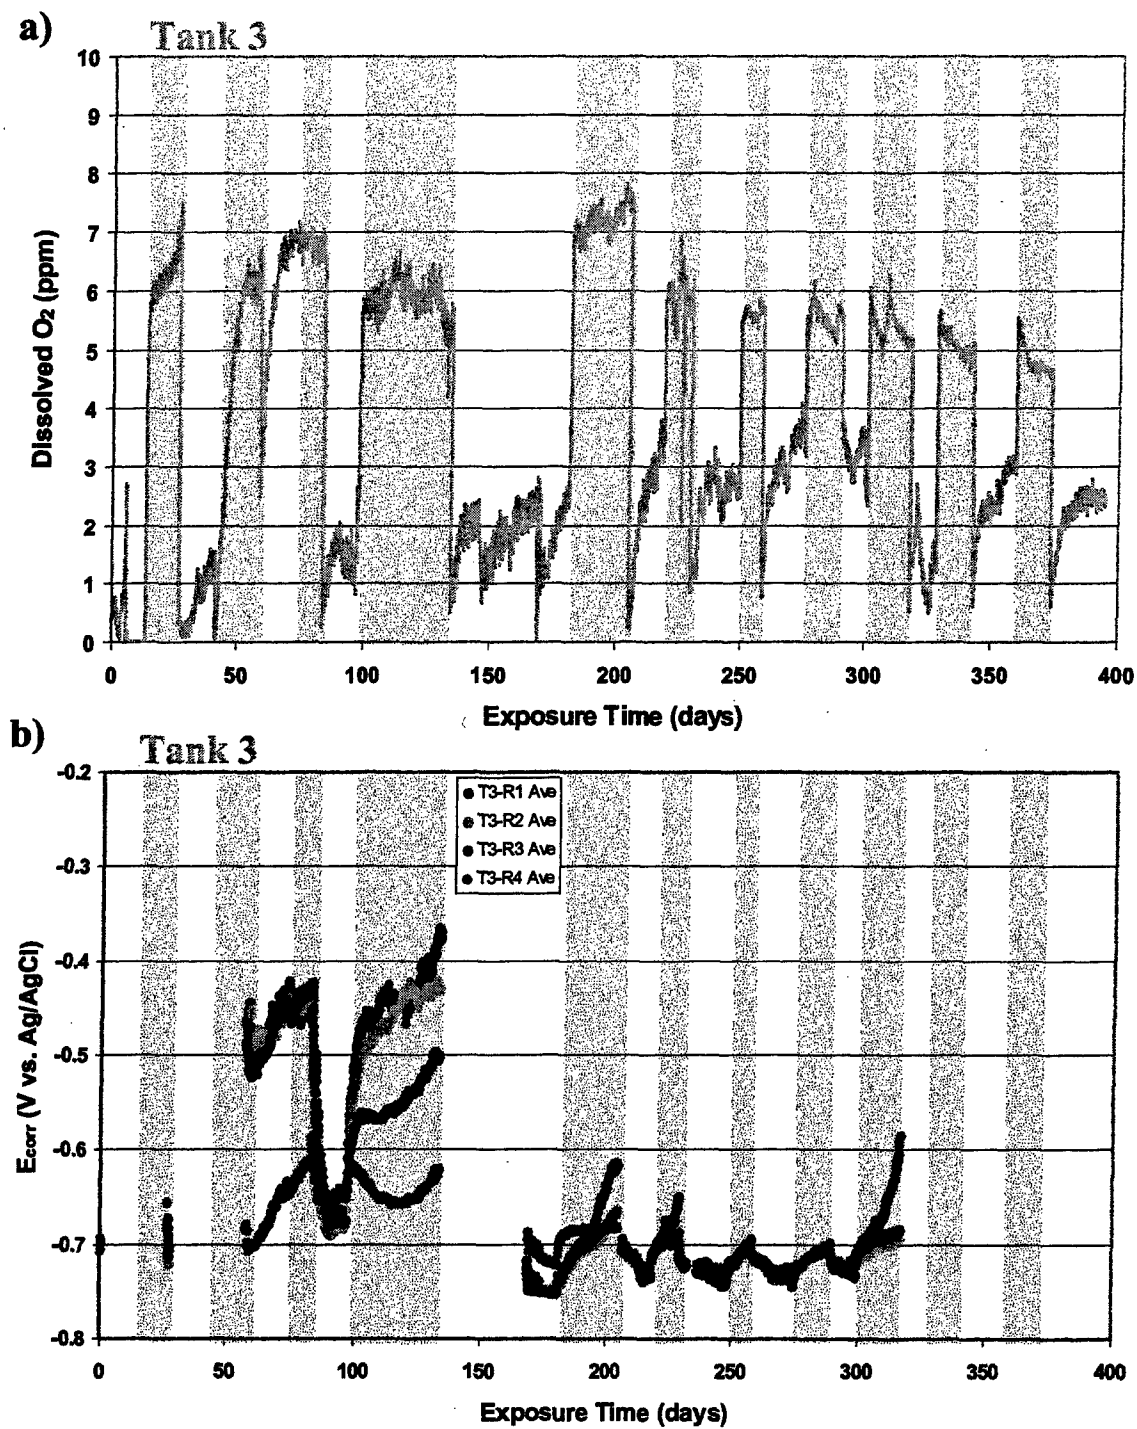 a)
Tank 3
10
9
8
7
6
5
4
3
2
1
0
Dissolved O2 (ppm)
0 50 100 150 200 250 300 350 400
Exposure Time (days)
b)
Tank 3
-0.2
-0.3
-0.4
-0.5
-0.6
-0.7
-0.8
Ecorr (V vs. Ag/AgCl)
T3-R1 Ave
T3-R2 Ave
T3-R3 Ave
T3-R4 Ave
0 50 100 150 200 250 300 350 400
Exposure Time (days)